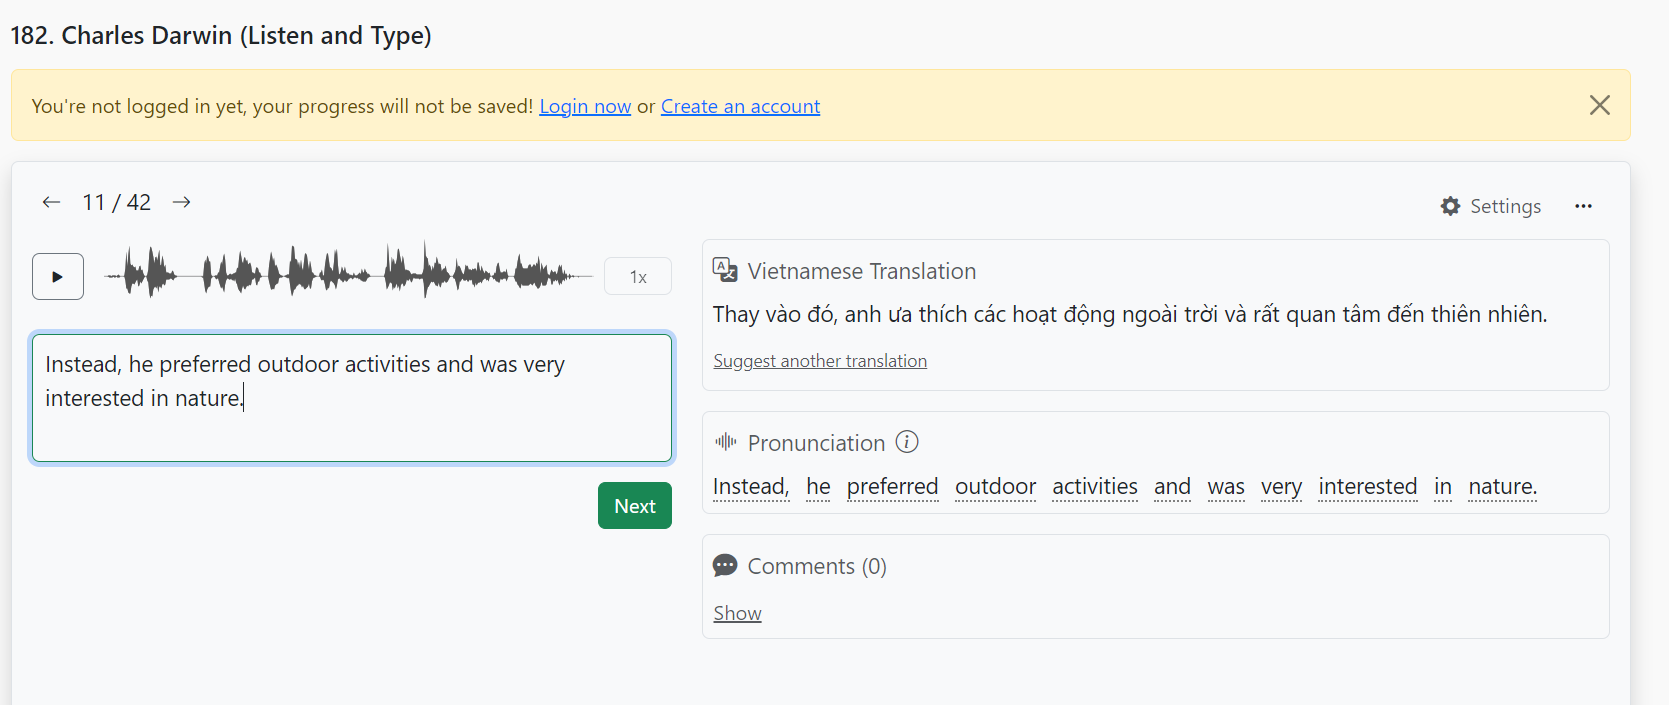 182. Charles Darwin (Listen and Type)
You're not logged in yet, your progress will not be saved! Login now or Create an account
11 / 42
Settings
1x
Instead, he preferred outdoor activities and was very
interested in nature.
Next
Vietnamese Translation
Thay vào đó, anh ưa thích các hoạt động ngoài trời và rất quan tâm đến thiên nhiên.
Suggest another translation
Pronunciation
Instead, he preferred outdoor activities and was very interested in nature.
Comments (0)
Show